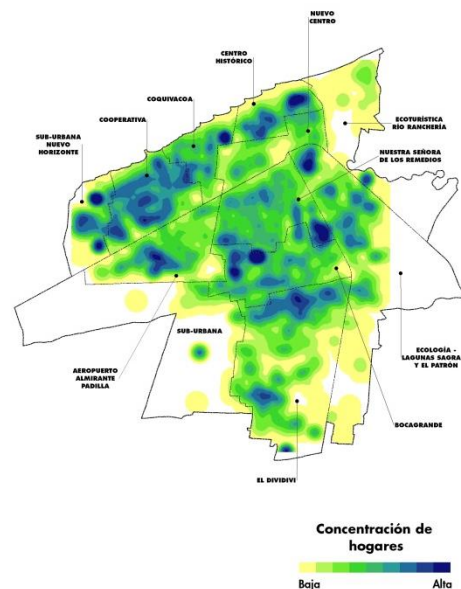 NUEVO
CENTRO
CENTRO
HISTÓRICO
COQUIVACOA
COOPERATIVA
ECOTURÍSTICA
RÍO RANCHERÍA
SUB-URBANA
NUEVO
HORIZONTE
NUESTRA SEÑORA
DE LOS REMEDIOS
SUB-URBANA
ECOLOGÍA -
LAGUNAS SAGRA
Y EL PATRÓN
AEROPUERTO
ALMIRANTE
PADILLA
BOCAGRANDE
EL DIVIDIVI
Concentración de
hogares
Baja Alta